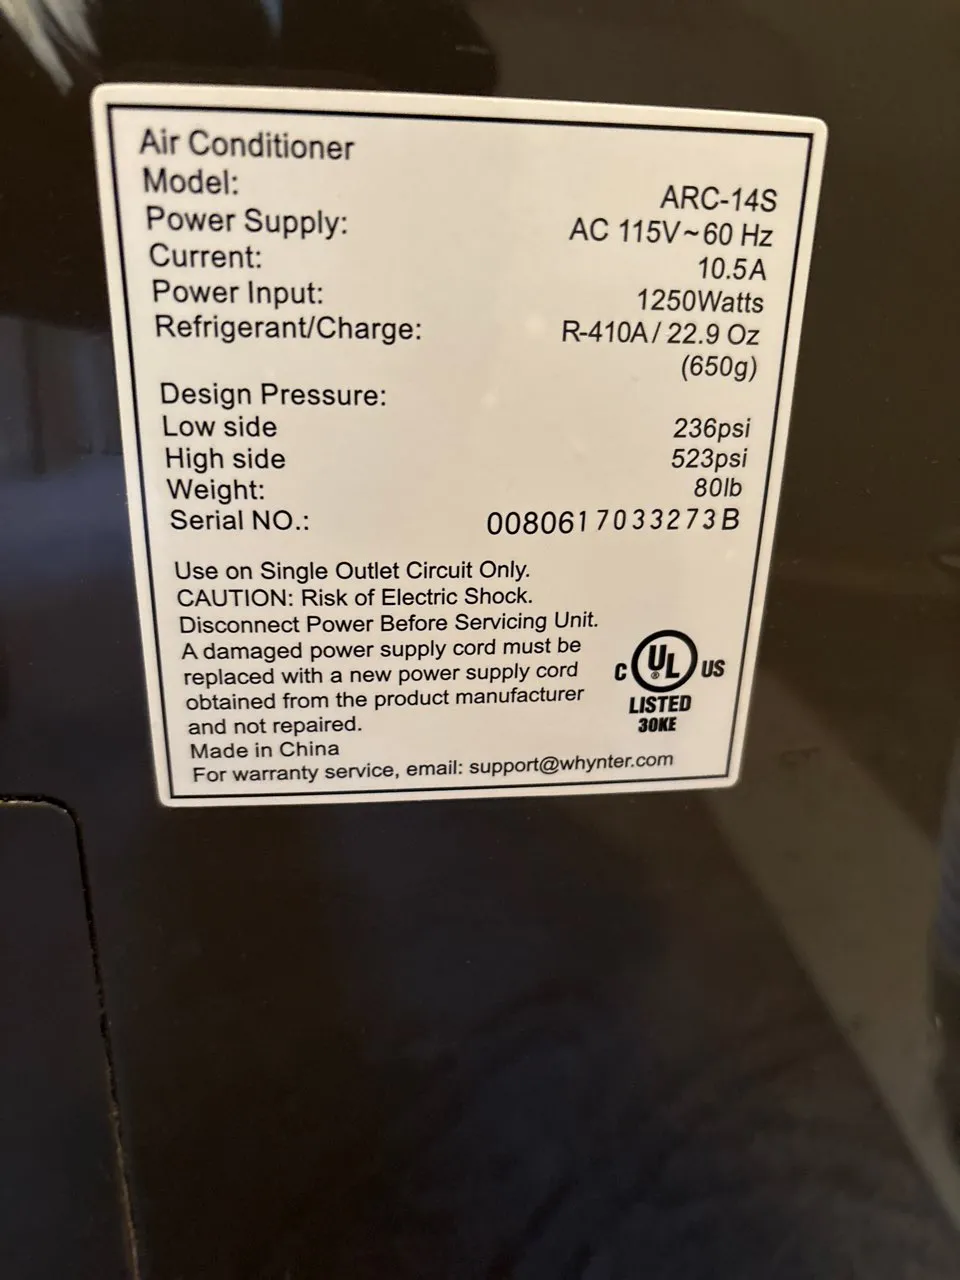 Air Conditioner
Model: ARC-14S
Power Supply: AC 115V~60 Hz
Current: 10.5A
Power Input: 1250Watts
Refrigerant/Charge: R-410A / 22.9 Oz
(650g)
Design Pressure:
Low side 236psi
High side 523psi
Weight: 80lb
Serial NO.: 0080617033273B
Use on Single Outlet Circuit Only.
CAUTION: Risk of Electric Shock.
Disconnect Power Before Servicing Unit.
A damaged power supply cord must be
replaced with a new power supply cord
obtained from the product manufacturer
and not repaired.
Made in China
For warranty service, email: support@whynter.com
C UL ® US
LISTED
30KE